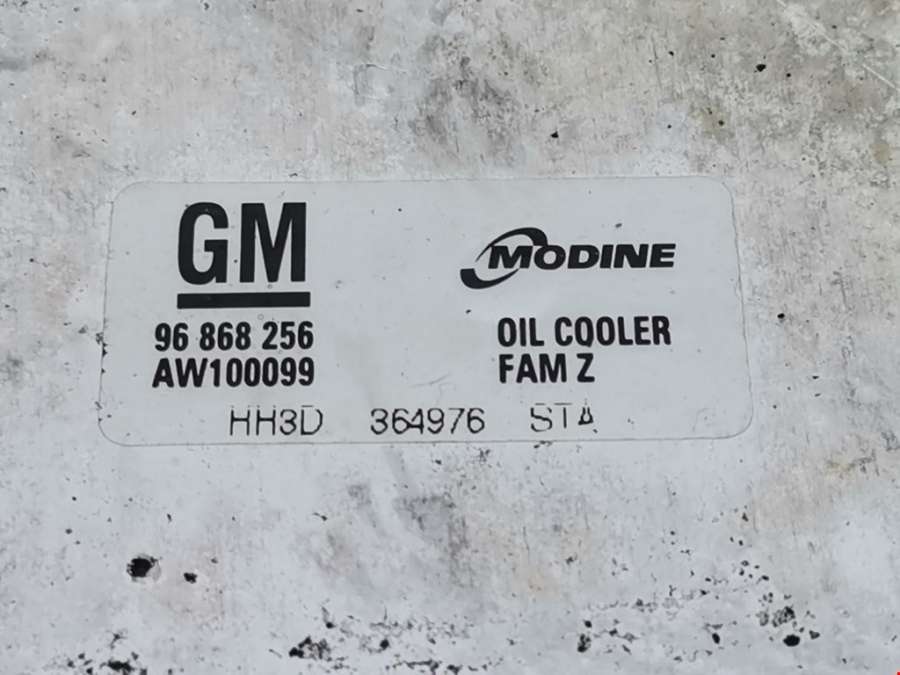 GM
96 868 256
AW100099
MODINE
OIL COOLER
FAM Z
HH3D 364976 STA